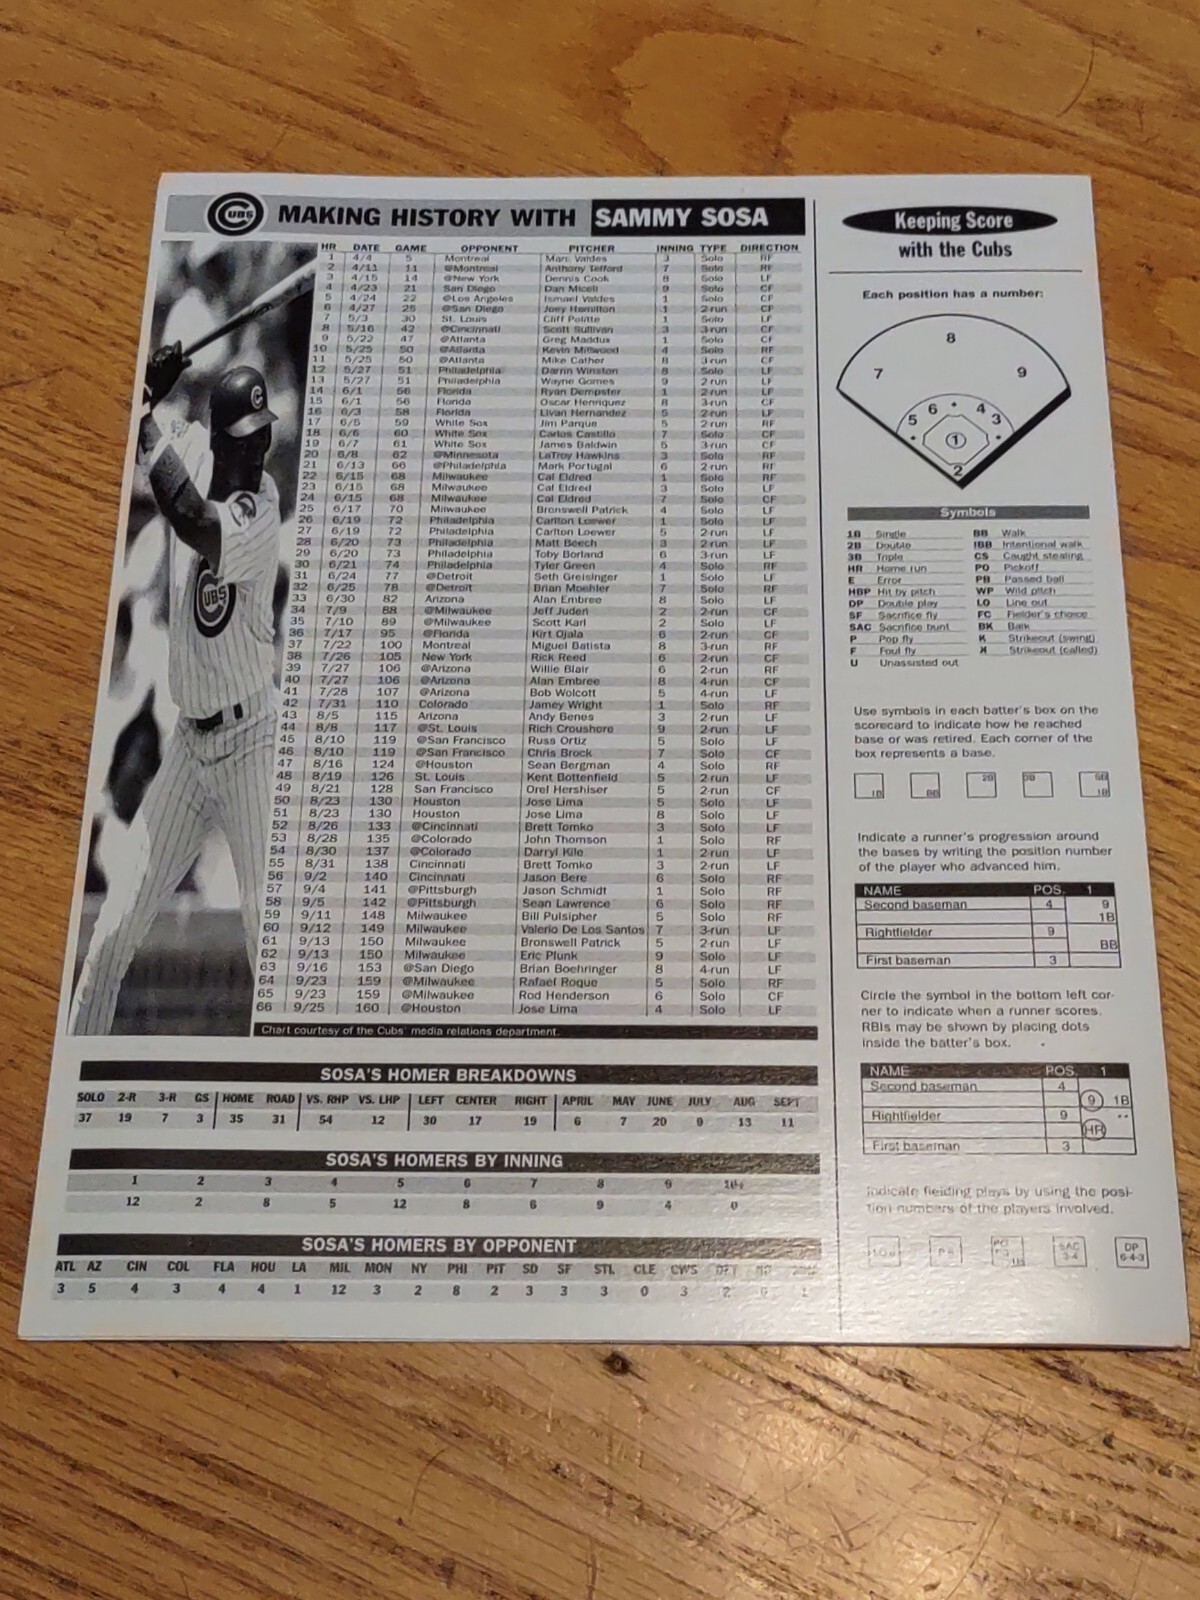 CUBS MAKING HISTORY WITH SAMMY SOSA
HR DATE GAME OPPONENT PITCHER INNING TYPE DIRECTION
1 4/4 5 Montreal Marc Valdes 3 Solo RF
2 4/11 11 @Montreal Anthony Telford 7 Solo RF
3 4/15 14 @New York Dennis Cook 8 Solo LF
4 4/23 21 San Diego Dan Miceli 9 Solo CF
5 4/24 22 @Los Angeles Ismael Valdes 1 Solo CF
6 4/27 25 @San Diego Joey Hamilton 1 2-run CF
7 5/3 30 St. Louis Cliff Politte 1 Solo LF
8 5/16 42 @Cincinnati Scott Sullivan 3 3-run CF
9 5/22 47 @Atlanta Greg Maddux 1 Solo CF
10 5/25 50 @Atlanta Kevin Millwood 4 Solo RF
11 5/25 50 @Atlanta Mike Cather 8 3-run CF
12 5/27 51 Philadelphia Darrin Winston 8 Solo LF
13 5/27 51 Philadelphia Wayne Gomes 9 2-run RF
14 6/1 56 Florida Ryan Dempster 1 2-run LF
15 6/1 56 Florida Oscar Henriquez 8 3-run CF
16 6/3 58 Florida Livan Hernandez 5 2-run LF
17 6/5 59 White Sox Jim Parque 5 2-run RF
18 6/6 60 White Sox Carlos Castillo 7 Solo CF
19 6/7 61 White Sox James Baldwin 5 3-run CF
20 6/8 62 @Minnesota LaTroy Hawkins 3 Solo RF
21 6/13 66 @Philadelphia Mark Portugal 6 2-run RF
22 6/15 68 Milwaukee Cal Eldred 1 Solo RF
23 6/15 68 Milwaukee Cal Eldred 3 Solo LF
24 6/15 68 Milwaukee Cal Eldred 7 Solo CF
25 6/17 70 Milwaukee Bronswell Patrick 4 Solo LF
26 6/19 72 Philadelphia Carlton Loewer 1 Solo LF
27 6/19 72 Philadelphia Carlton Loewer 5 2-run LF
28 6/20 73 Philadelphia Matt Beech 3 2-run LF
29 6/20 73 Philadelphia Toby Borland 6 3-run LF
30 6/21 74 Philadelphia Tyler Green 4 Solo RF
31 6/24 77 @Detroit Seth Greisinger 1 Solo LF
32 6/25 78 @Detroit Brian Moehler 7 Solo RF
33 6/30 82 Arizona Alan Embree 8 Solo LF
34 7/9 88 @Milwaukee Jeff Juden 2 2-run CF
35 7/10 89 @Milwaukee Scott Karl 2 Solo LF
36 7/17 95 @Florida Kirt Ojala 6 2-run CF
37 7/22 100 Montreal Miguel Batista 8 3-run RF
38 7/26 105 New York Rick Reed 6 2-run CF
39 7/27 106 @Arizona Willie Blair 6 2-run RF
40 7/27 106 @Arizona Alan Embree 8 4-run CF
41 7/28 107 @Arizona Bob Wolcott 5 4-run LF
42 7/31 110 Colorado Jamey Wright 1 Solo RF
43 8/5 115 Arizona Andy Benes 3 2-run LF
44 8/8 117 @St. Louis Rich Croushore 9 2-run LF
45 8/10 119 @San Francisco Russ Ortiz 5 Solo LF
46 8/10 119 @San Francisco Chris Brock 7 Solo CF
47 8/16 124 @Houston Sean Bergman 4 Solo RF
48 8/19 126 St. Louis Kent Bottenfield 5 2-run LF
49 8/21 128 San Francisco Orel Hershiser 5 2-run CF
50 8/23 130 Houston Jose Lima 5 Solo LF
51 8/23 130 Houston Jose Lima 8 Solo LF
52 8/26 133 @Cincinnati Brett Tomko 3 Solo LF
53 8/28 135 @Colorado John Thomson 1 Solo RF
54 8/30 137 @Colorado Darryl Kile 1 2-run LF
55 8/31 138 Cincinnati Brett Tomko 3 2-run LF
56 9/2 140 Cincinnati Jason Bere 6 Solo RF
57 9/4 141 @Pittsburgh Jason Schmidt 1 Solo RF
58 9/5 142 @Pittsburgh Sean Lawrence 6 Solo RF
59 9/11 148 Milwaukee Bill Pulsipher 5 Solo RF
60 9/12 149 Milwaukee Valerio De Los Santos 7 3-run LF
61 9/13 150 Milwaukee Bronswell Patrick 5 2-run LF
62 9/13 150 Milwaukee Eric Plunk 9 Solo LF
63 9/16 153 @San Diego Brian Boehringer 8 4-run LF
64 9/23 159 @Milwaukee Rafael Roque 5 Solo RF
65 9/23 159 @Milwaukee Rod Henderson 6 Solo CF
66 9/25 160 @Houston Jose Lima 4 Solo LF
Chart courtesy of the Cubs' media relations department.
SOSA'S HOMER BREAKDOWNS
SOLO 2-R 3-R GS HOME ROAD VS. RHP VS. LHP LEFT CENTER RIGHT APRIL MAY JUNE JULY AUG SEPT
37 19 7 3 35 31 54 12 30 17 19 6 7 20 9 13 11
SOSA'S HOMERS BY INNING
1 2 3 4 5 6 7 8 9 10+
12 2 8 5 12 8 6 9 4 0
SOSA'S HOMERS BY OPPONENT
ATL AZ CIN COL FLA HOU LA MIL MON NY PHI PIT SD SF STL CLE CWS DET
3 5 4 3 4 4 1 12 3 2 8 2 3 3 3 0 3 2 0 1
Keeping Score
with the Cubs
Each position has a number:
8
7 9
6 4
5 3
1
2
Symbols
1B Single BB Walk
2B Double IBB Intentional walk
3B Triple CS Caught stealing
HR Home run PO Pickoff
E Error PB Passed ball
HBP Hit by pitch WP Wild pitch
DP Double play LO Line out
SF Sacrifice fly FC Fielder's choice
SAC Sacrifice bunt BK Balk
P Pop fly K Strikeout (swing)
F Foul fly ꓘ Strikeout (called)
U Unassisted out
Use symbols in each batter's box on the
scorecard to indicate how he reached
base or was retired. Each corner of the
box represents a base.
1B BB 2B 3B SB
1B
Indicate a runner's progression around
the bases by writing the position number
of the player who advanced him.
NAME POS. 1
Second baseman 4 9
1B
Rightfielder 9
BB
First baseman 3
Circle the symbol in the bottom left cor-
ner to indicate when a runner scores.
RBIs may be shown by placing dots
inside the batter's box.
NAME POS. 1
Second baseman 4
9 1B
Rightfielder 9 ••
HR
First baseman 3
Indicate fielding plays by using the posi-
tion numbers of the players involved.
SAC DP
3-4 6-4-3